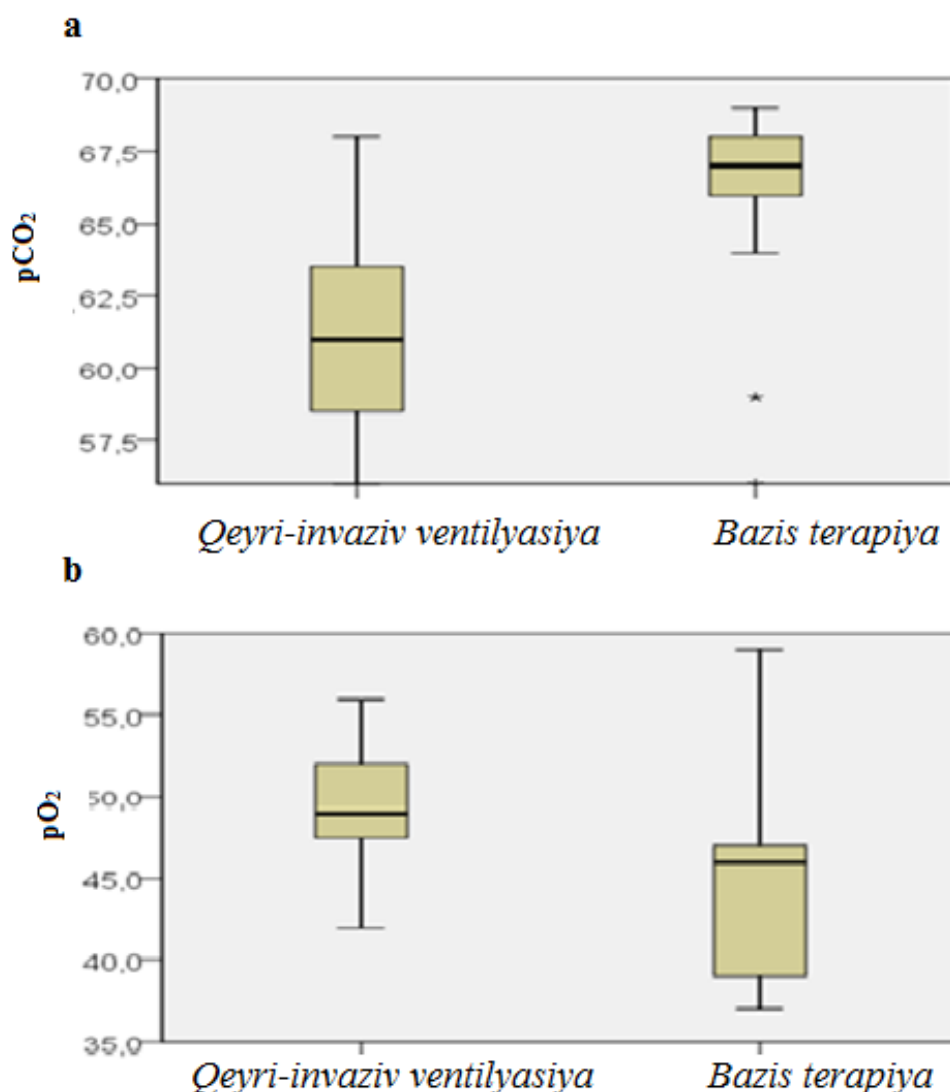 a
70,0
67,5
65,0
62,5
60,0
57,5
pCO₂
Qeyri-invaziv ventilyasiya Bazis terapiya
b
60,0
55,0
50,0
45,0
40,0
35,0
pO₂
Qeyri-invaziv ventilyasiya Bazis terapiya